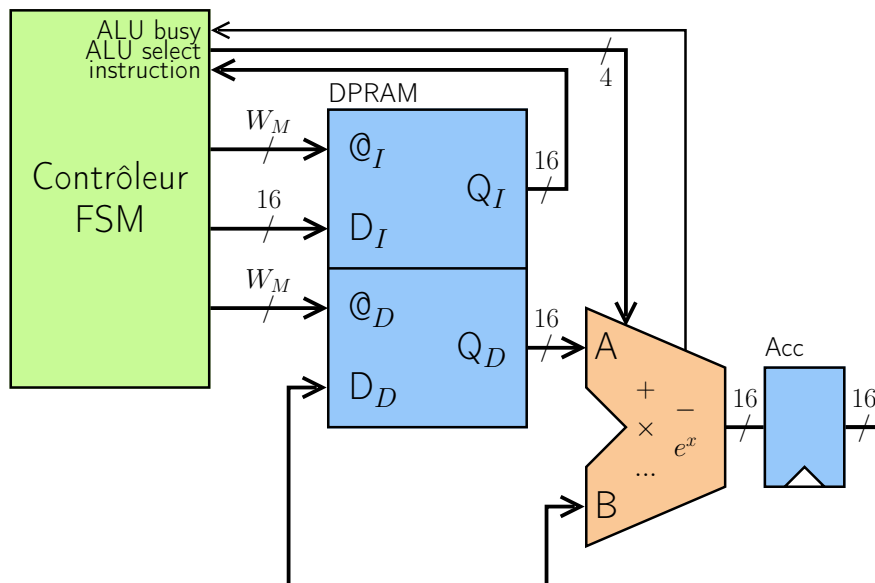 ALU busy
ALU select
instruction
4
DPRAM
W_M
@_I
16
Q_I
Contrôleur
FSM
16
D_I
W_M
@_D
16
Q_D
A
Acc
D_D
+
−
16
16
×
e^x
...
B